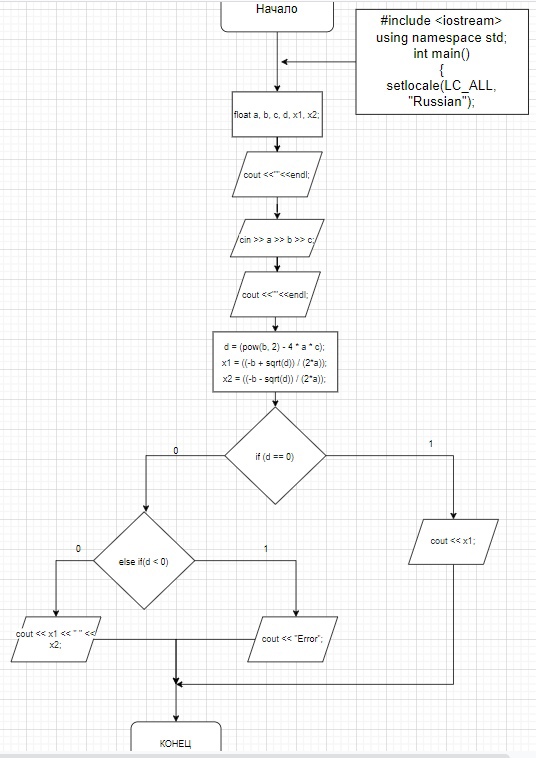 Начало
#include <iostream>
using namespace std;
int main()
{
setlocale(LC_ALL,
"Russian");
float a, b, c, d, x1, x2;
cout <<""<<endl;
cin >> a >> b >> c;
cout <<""<<endl;
d = (pow(b, 2) - 4 * a * c);
x1 = ((-b + sqrt(d)) / (2*a));
x2 = ((-b - sqrt(d)) / (2*a));
if (d == 0)
0
1
else if(d < 0)
cout << x1;
0
1
cout << x1 << " " <<
x2;
cout << "Error";
КОНЕЦ